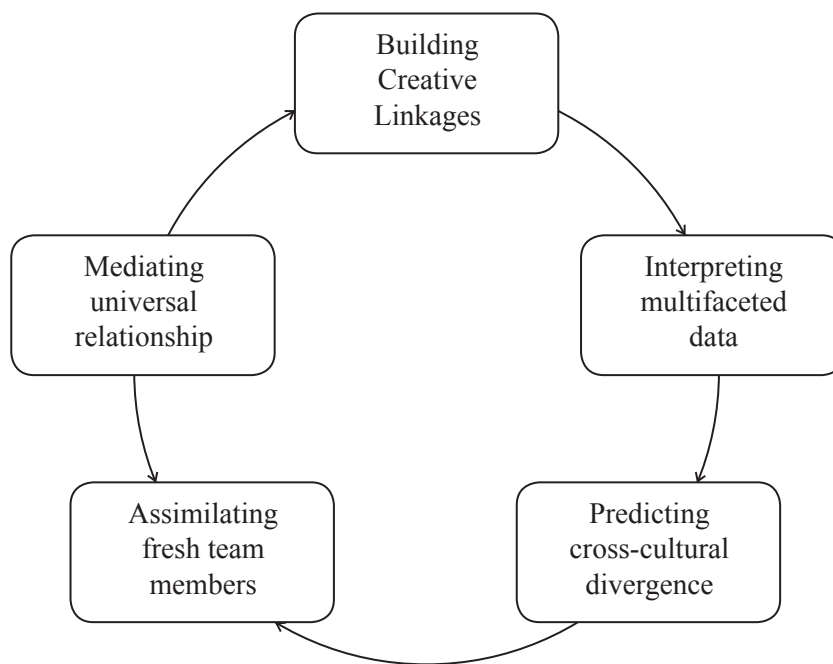 Building
Creative
Linkages
Mediating
universal
relationship
Interpreting
multifaceted
data
Assimilating
fresh team
members
Predicting
cross-cultural
divergence